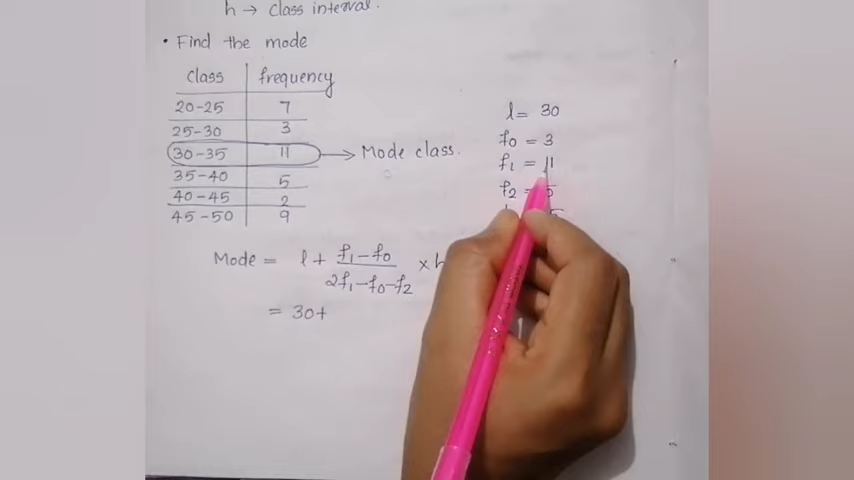 h → class interval.
• Find the mode
class frequency
20-25 7
25-30 3
30-35 11 → Mode class.
35-40 5
40-45 2
45-50 9
l = 30
f0 = 3
f1 = 11
f2 = 5
5
Mode = l + f1-f0 / 2f1-f0-f2 × h
= 30+